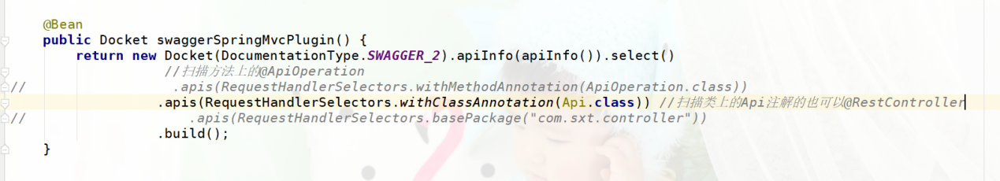 @Bean
public Docket swaggerSpringMvcPlugin() {
return new Docket(DocumentationType.SWAGGER_2).apiInfo(apiInfo()).select()
//扫描方法上的@ApiOperation
// .apis(RequestHandlerSelectors.withMethodAnnotation(ApiOperation.class))
.apis(RequestHandlerSelectors.withClassAnnotation(Api.class)) //扫描类上的Api注解的也可以@RestController
// .apis(RequestHandlerSelectors.basePackage("com.sxt.controller"))
.build();
}